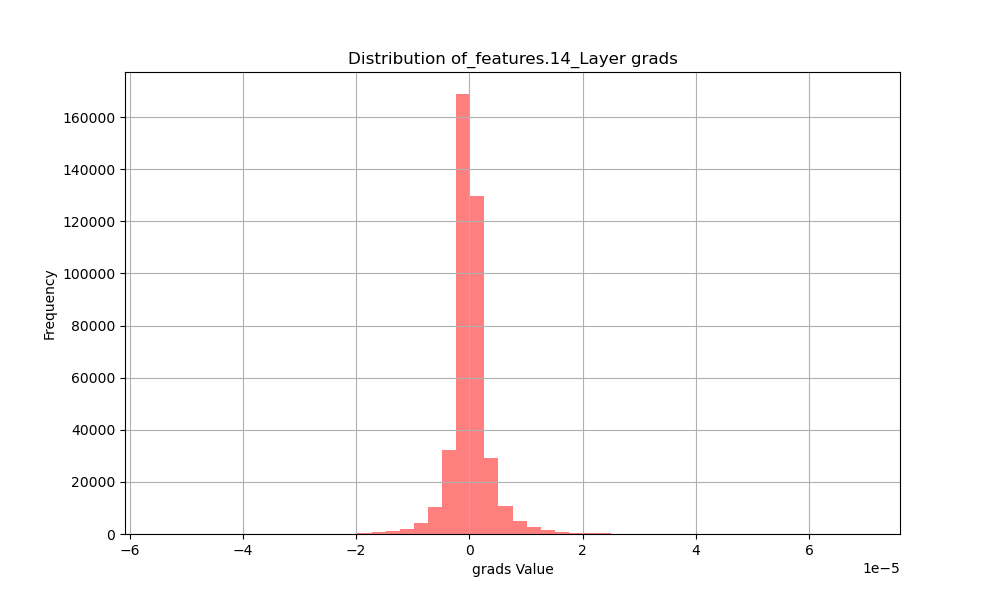 Distribution of_features.14_Layer grads
160000
140000
120000
100000
80000
60000
40000
20000
0
Frequency
−6 −4 −2 0 2 4 6
1e−5
grads Value